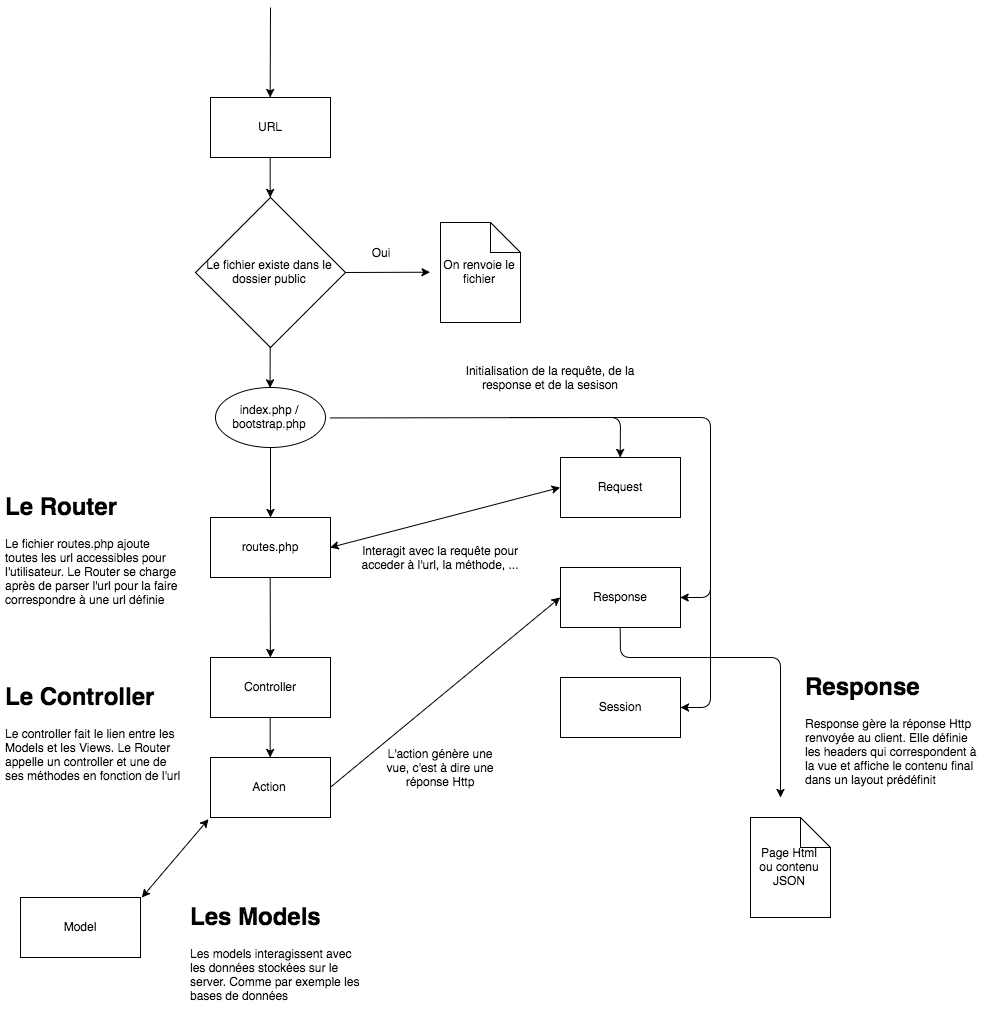 URL
Le fichier existe dans le
dossier public
Oui
On renvoie le
fichier
Initialisation de la requête, de la
response et de la sesison
index.php /
bootstrap.php
Request
Le Router
Le fichier routes.php ajoute
toutes les url accessibles pour
l'utilisateur. Le Router se charge
après de parser l'url pour la faire
correspondre à une url définie
routes.php
Interagit avec la requête pour
acceder à l'url, la méthode, ...
Response
Le Controller
Le controller fait le lien entre les
Models et les Views. Le Router
appelle un controller et une de
ses méthodes en fonction de l'url
Controller
Session
Response
Response gère la réponse Http
renvoyée au client. Elle définie
les headers qui correspondent à
la vue et affiche le contenu final
dans un layout prédéfinit
Action
L'action génère une
vue, c'est à dire une
réponse Http
Page Html
ou contenu
JSON
Model
Les Models
Les models interagissent avec
les données stockées sur le
server. Comme par exemple les
bases de données